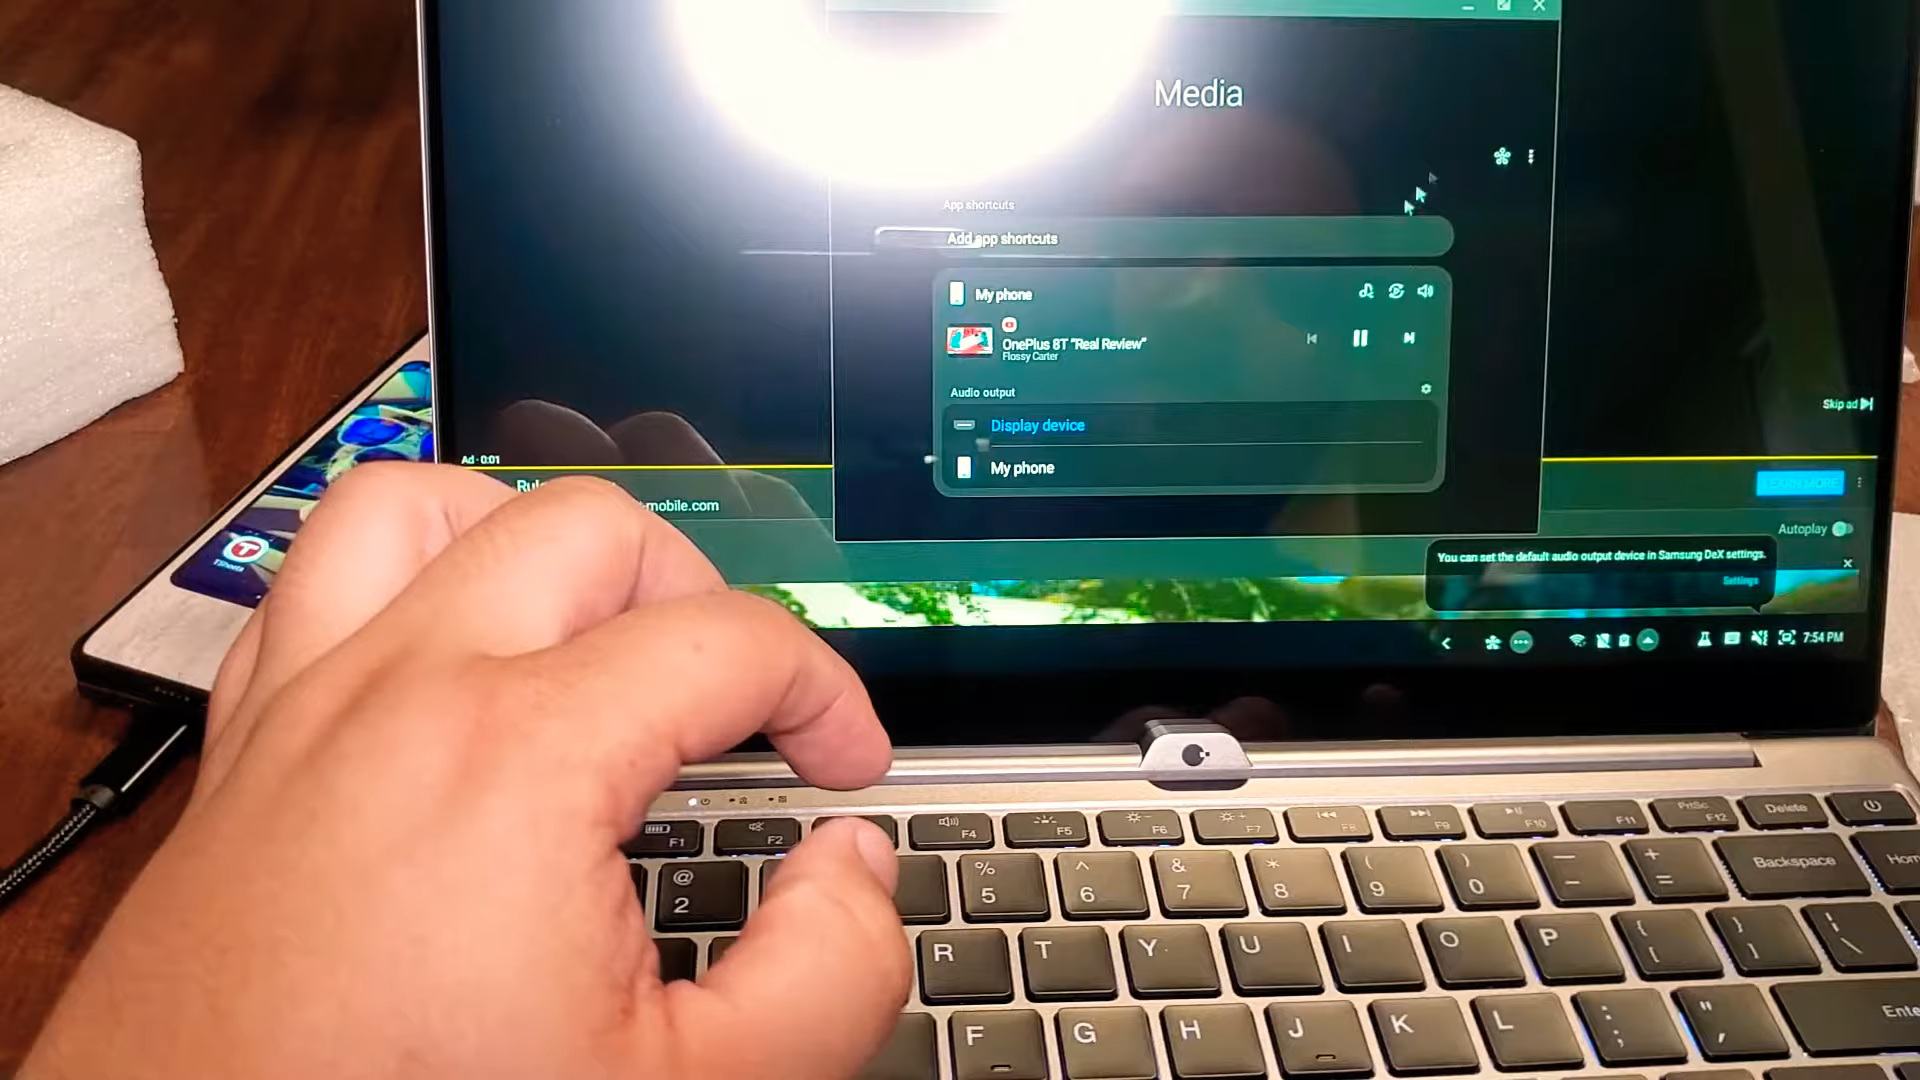 Media
App shortcuts
Add app shortcuts
My phone
OnePlus 8T "Real Review"
Flossy Carter
Audio output
Display device
My phone
Skip ad
Ad · 0:01
mobile.com
LEARN MORE
Autoplay
You can set the default audio output device in Samsung DeX settings.
Settings
7:54 PM
T
F1
F2
F4
F5
F6
F7
F8
F9
F10
F11
PrtSc
F12
Delete
@
2
%
5
^
6
&
7
*
8
(
9
)
0
—
-
+
=
Backspace
R
T
Y
U
I
O
P
{
[
}
]
|
\
F
G
H
J
K
L
:
;
"
,